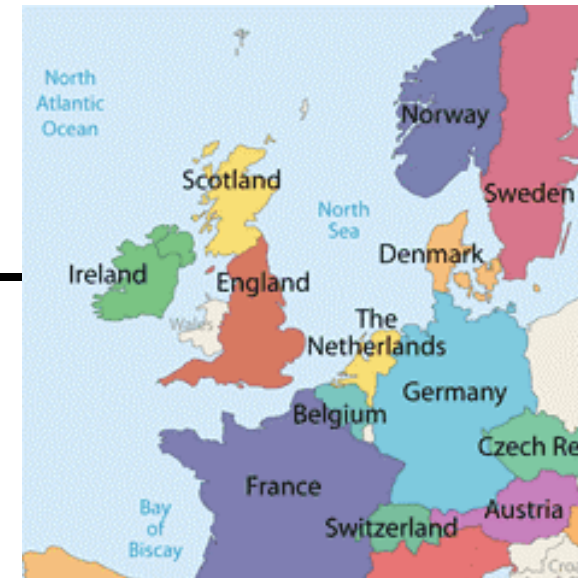 North
Atlantic
Ocean
Norway
Scotland
Sweden
North
Sea
Denmark
Ireland
England
Wales
The
Netherlands
Germany
Belgium
Czech Re
France
Austria
Bay
of
Biscay
Switzerland
Croa